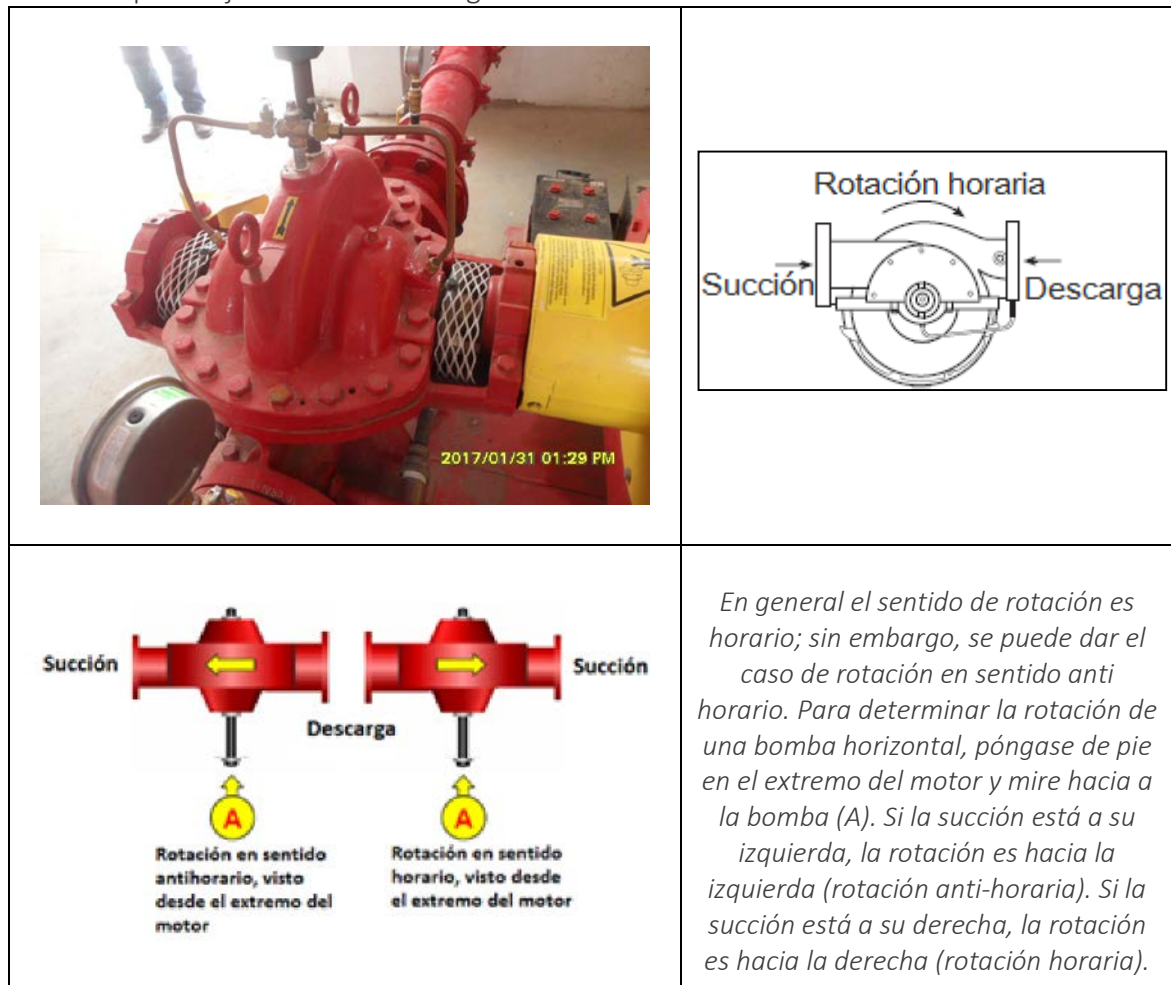 2017/01/31 01:29 PM
Rotación horaria
Succión
Descarga
Succión
Succión
Descarga
A
A
Rotación en sentido
antihorario, visto
desde el extremo del
motor
Rotación en sentido
horario, visto desde
el extremo del motor
En general el sentido de rotación es
horario; sin embargo, se puede dar el
caso de rotación en sentido anti
horario. Para determinar la rotación de
una bomba horizontal, póngase de pie
en el extremo del motor y mire hacia a
la bomba (A). Si la succión está a su
izquierda, la rotación es hacia la
izquierda (rotación anti-horaria). Si la
succión está a su derecha, la rotación
es hacia la derecha (rotación horaria).